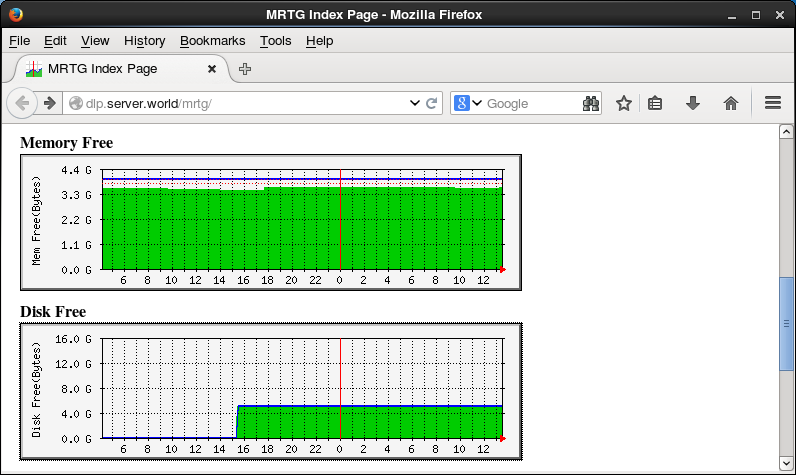 MRTG Index Page - Mozilla Firefox
File Edit View History Bookmarks Tools Help
MRTG Index Page
dlp.server.world/mrtg/
8 Google
Memory Free
Mem Free(Bytes)
4.4 G
3.3 G
2.2 G
1.1 G
0.0 G
6 8 10 12 14 16 18 20 22 0 2 4 6 8 10 12
Disk Free
Disk Free(Bytes)
16.0 G
12.0 G
8.0 G
4.0 G
0.0 G
6 8 10 12 14 16 18 20 22 0 2 4 6 8 10 12